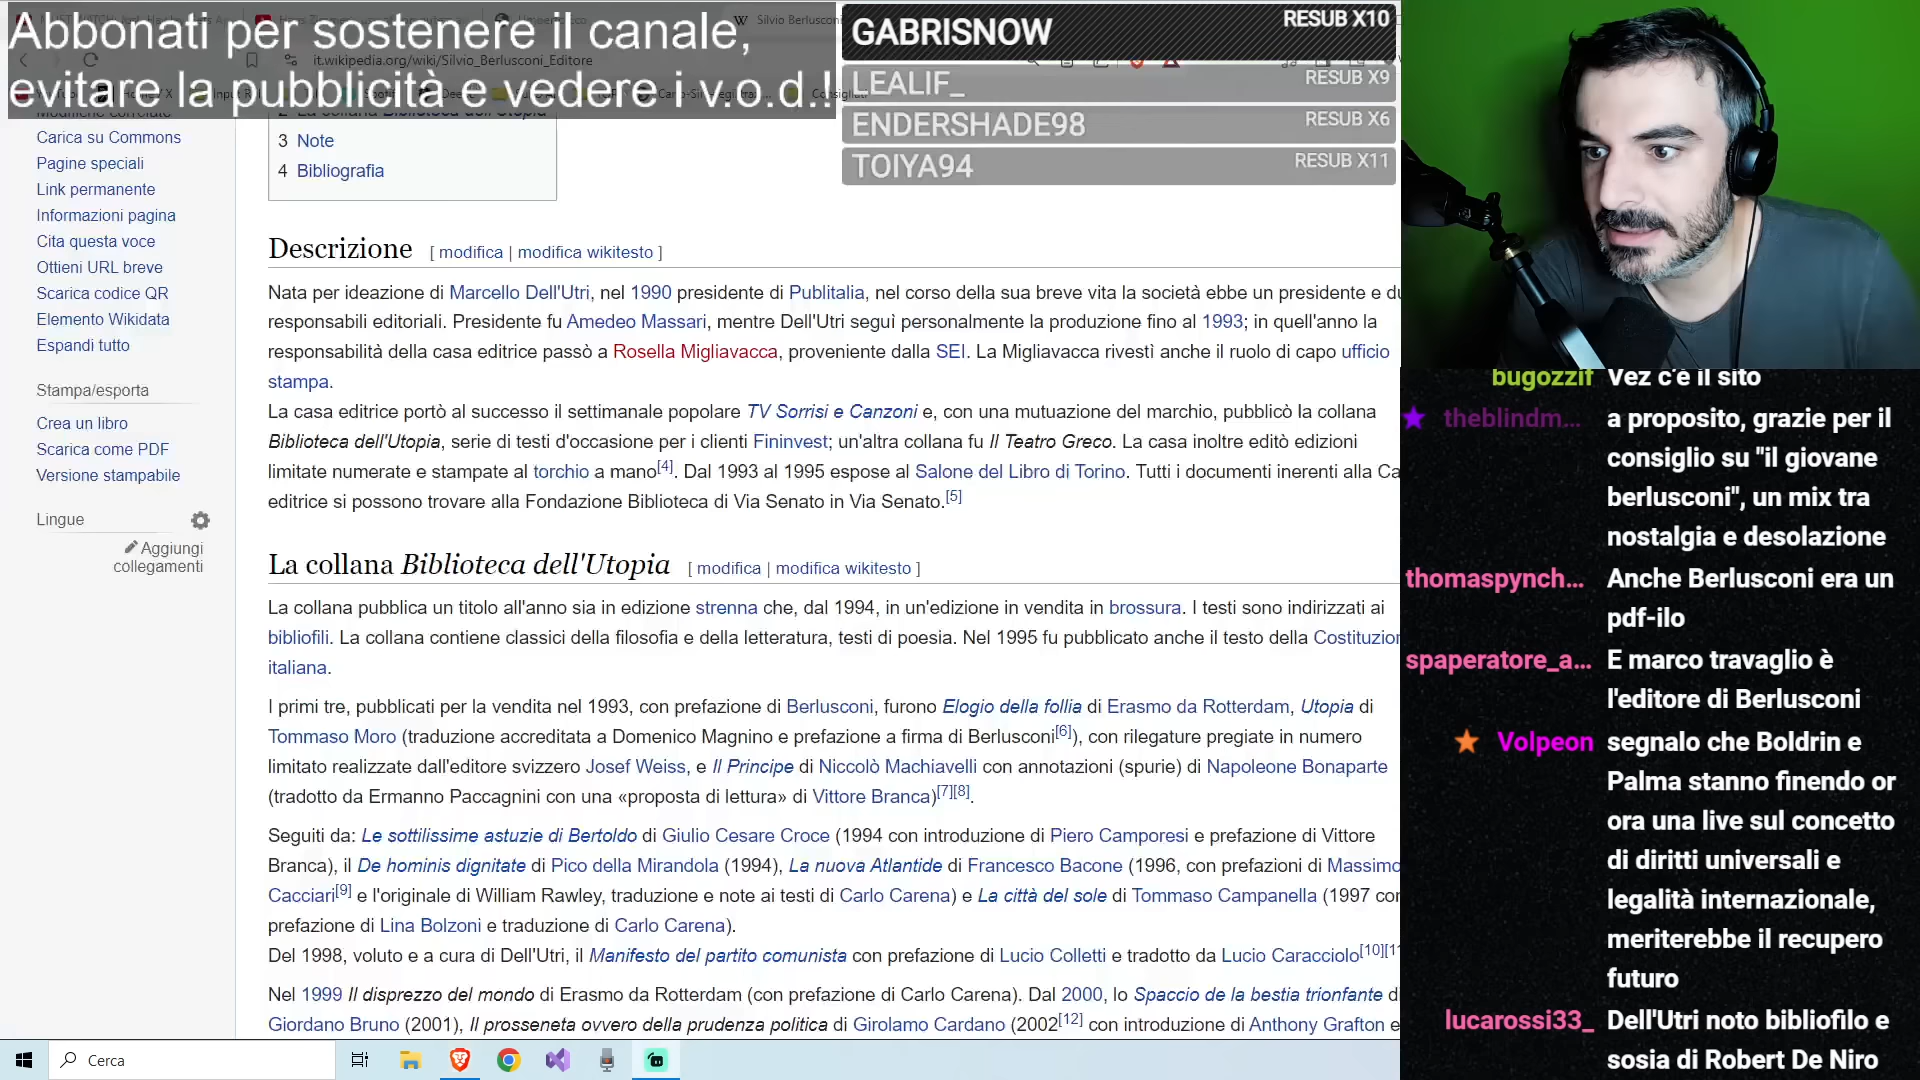 Abbonati per sostenere il canale,
evitare la pubblicità e vedere i v.o.d.!
GABRISNOW RESUB X10
LEALIF_ RESUB X9
ENDERSHADE98 RESUB X6
TOIYA94 RESUB X11
it.wikipedia.org/wiki/Silvio_Berlusconi_Editore
Modifiche correlate
Carica su Commons
Pagine speciali
Link permanente
Informazioni pagina
Cita questa voce
Ottieni URL breve
Scarica codice QR
Elemento Wikidata
Espandi tutto
Stampa/esporta
Crea un libro
Scarica come PDF
Versione stampabile
Lingue
Aggiungi
collegamenti
2 La collana Biblioteca dell'Utopia
3 Note
4 Bibliografia
Descrizione [ modifica | modifica wikitesto ]
Nata per ideazione di Marcello Dell'Utri, nel 1990 presidente di Publitalia, nel corso della sua breve vita la società ebbe un presidente e
responsabili editoriali. Presidente fu Amedeo Massari, mentre Dell'Utri seguì personalmente la produzione fino al 1993; in quell'anno la
responsabilità della casa editrice passò a Rosella Migliavacca, proveniente dalla SEI. La Migliavacca rivestì anche il ruolo di capo ufficio
stampa.
La casa editrice portò al successo il settimanale popolare TV Sorrisi e Canzoni e, con una mutuazione del marchio, pubblicò la collana
Biblioteca dell'Utopia, serie di testi d'occasione per i clienti Fininvest; un'altra collana fu Il Teatro Greco. La casa inoltre editò edizioni
limitate numerate e stampate al torchio a mano[4]. Dal 1993 al 1995 espose al Salone del Libro di Torino. Tutti i documenti inerenti alla Ca
editrice si possono trovare alla Fondazione Biblioteca di Via Senato in Via Senato.[5]
La collana Biblioteca dell'Utopia [ modifica | modifica wikitesto ]
La collana pubblica un titolo all'anno sia in edizione strenna che, dal 1994, in un'edizione in vendita in brossura. I testi sono indirizzati ai
bibliofili. La collana contiene classici della filosofia e della letteratura, testi di poesia. Nel 1995 fu pubblicato anche il testo della Costituzior
italiana.
I primi tre, pubblicati per la vendita nel 1993, con prefazione di Berlusconi, furono Elogio della follia di Erasmo da Rotterdam, Utopia di
Tommaso Moro (traduzione accreditata a Domenico Magnino e prefazione a firma di Berlusconi[6]), con rilegature pregiate in numero
limitato realizzate dall'editore svizzero Josef Weiss, e Il Principe di Niccolò Machiavelli con annotazioni (spurie) di Napoleone Bonaparte
(tradotto da Ermanno Paccagnini con una «proposta di lettura» di Vittore Branca)[7][8].
Seguiti da: Le sottilissime astuzie di Bertoldo di Giulio Cesare Croce (1994 con introduzione di Piero Camporesi e prefazione di Vittore
Branca), il De hominis dignitate di Pico della Mirandola (1994), La nuova Atlantide di Francesco Bacone (1996, con prefazioni di Massimo
Cacciari[9] e l'originale di William Rawley, traduzione e note ai testi di Carlo Carena) e La città del sole di Tommaso Campanella (1997 cor
prefazione di Lina Bolzoni e traduzione di Carlo Carena).
Del 1998, voluto e a cura di Dell'Utri, il Manifesto del partito comunista con prefazione di Lucio Colletti e tradotto da Lucio Caracciolo[10][11
Nel 1999 Il disprezzo del mondo di Erasmo da Rotterdam (con prefazione di Carlo Carena). Dal 2000, lo Spaccio de la bestia trionfante d
Giordano Bruno (2001), Il prosseneta ovvero della prudenza politica di Girolamo Cardano (2002[12] con introduzione di Anthony Grafton e
Cerca
bugozzif Vez c'è il sito
theblindm... a proposito, grazie per il
consiglio su "il giovane
berlusconi", un mix tra
nostalgia e desolazione
thomaspynch... Anche Berlusconi era un
pdf-ilo
spaperatore_a... E marco travaglio è
l'editore di Berlusconi
Volpeon segnalo che Boldrin e
Palma stanno finendo or
ora una live sul concetto
di diritti universali e
legalità internazionale,
meriterebbe il recupero
futuro
lucarossi33_ Dell'Utri noto bibliofilo e
sosia di Robert De Niro